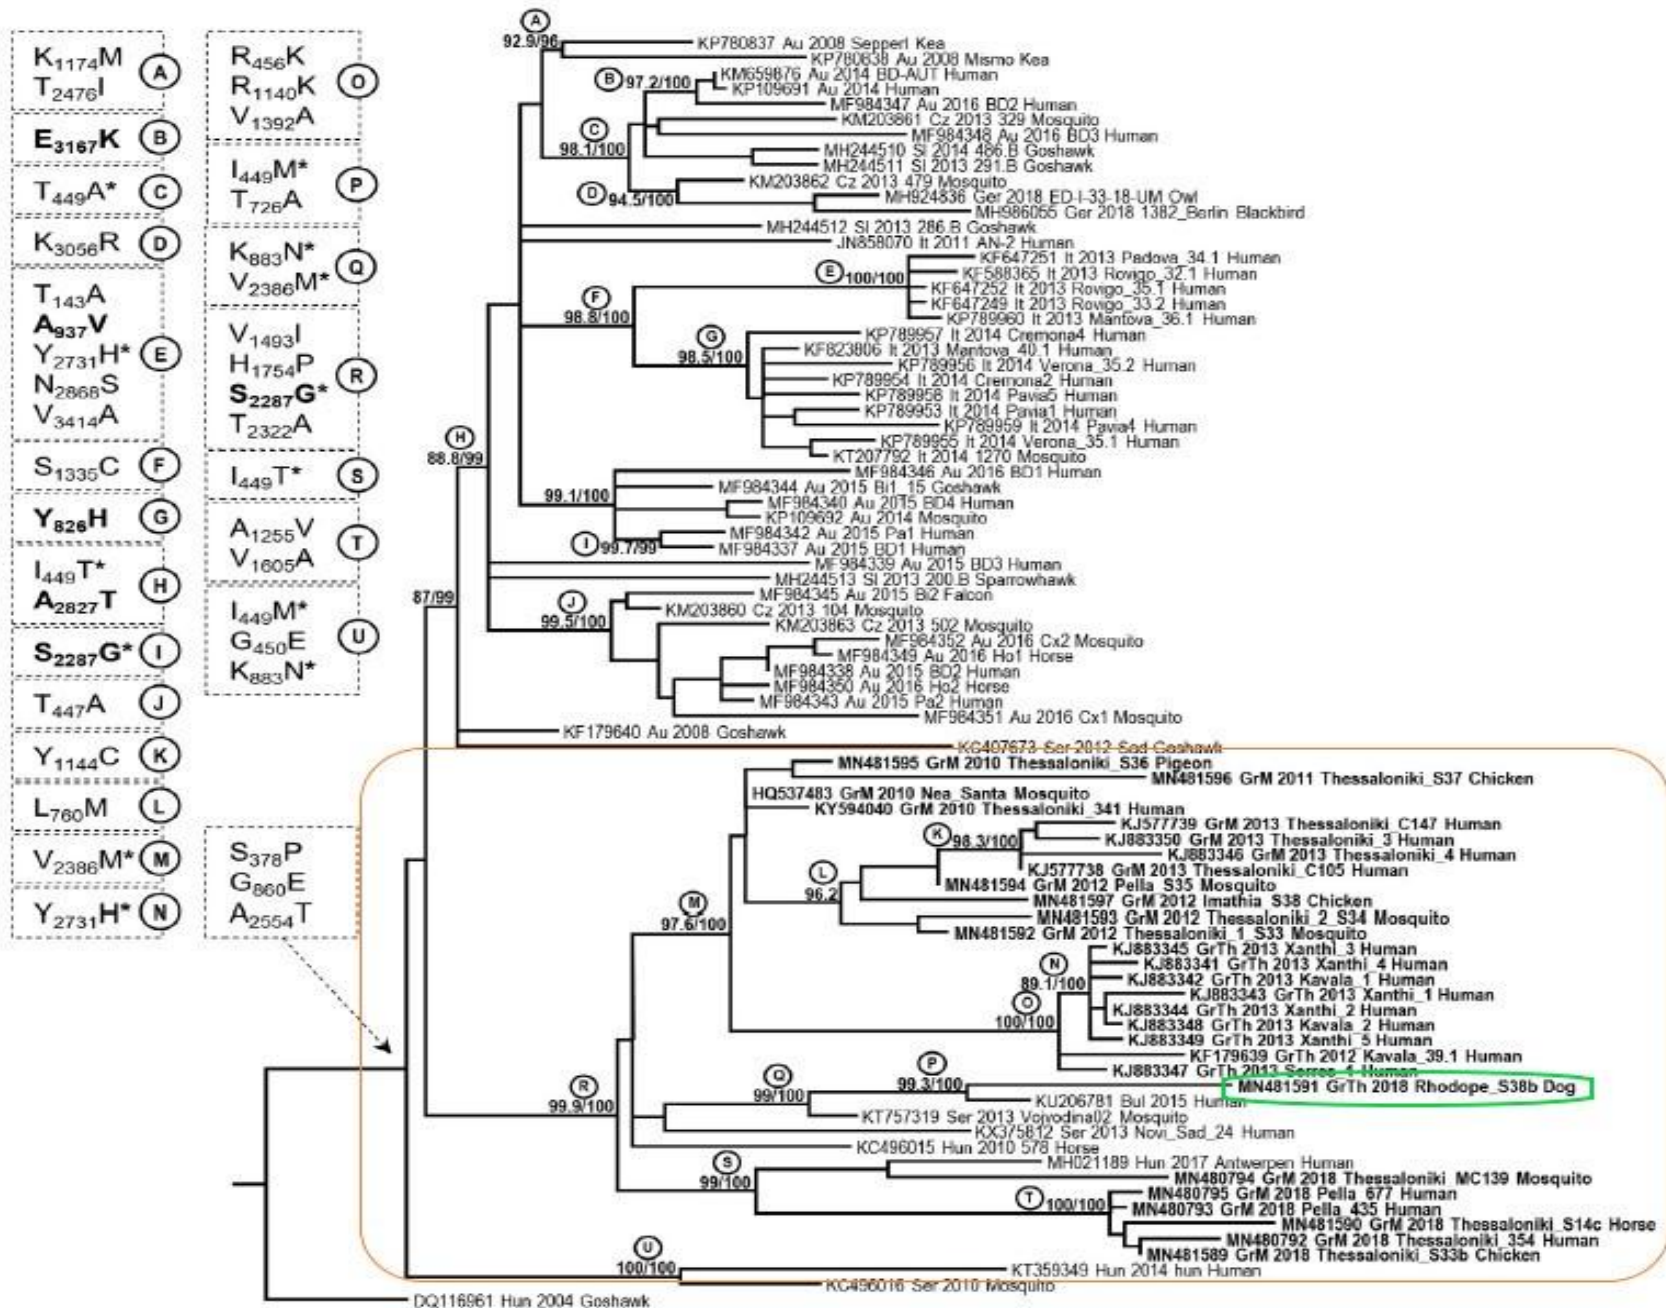 K1174M
T2476I
A
E3167K
B
T449A*
C
K3056R
D
T143A
A937V
Y2731H*
N2868S
V3414A
E
S1335C
F
Y826H
G
I449T*
A2827T
H
S2287G*
I
T447A
J
Y1144C
K
L760M
L
V2386M*
M
Y2731H*
N
R456K
R1140K
V1392A
O
I449M*
T726A
P
K883N*
V2386M*
Q
V1493I
H1754P
S2287G*
T2322A
R
I449T*
S
A1255V
V1605A
T
I449M*
G450E
K883N*
U
S378P
G860E
A2554T
A
92.9/96
KP780837 Au 2008 Sepperl Kea
KP780838 Au 2008 Mismo Kea
B 97.2/100
KM659876 Au 2014 BD-AUT Human
KP109691 Au 2014 Human
MF984347 Au 2016 BD2 Human
KM203861 Cz 2013 329 Mosquito
C
98.1/100
MF984348 Au 2016 BD3 Human
MH244510 Sl 2014 486.B Goshawk
MH244511 Sl 2013 291.B Goshawk
KM203862 Cz 2013 479 Mosquito
D 94.5/100
MH924836 Ger 2018 ED-I-33-18-UM Owl
MH986055 Ger 2018 1382_Berlin Blackbird
MH244512 Sl 2013 286.B Goshawk
JN858070 It 2011 AN-2 Human
KF647251 It 2013 Padova_34.1 Human
E 100/100
KF588365 It 2013 Rovigo_32.1 Human
KF647252 It 2013 Rovigo_35.1 Human
KF647249 It 2013 Rovigo_33.2 Human
KP789960 It 2013 Mantova_36.1 Human
F
98.8/100
KP789957 It 2014 Cremona4 Human
G
98.5/100
KF823806 It 2013 Mantova_40.1 Human
KP789956 It 2014 Verona_35.2 Human
KP789954 It 2014 Cremona2 Human
KP789958 It 2014 Pavia5 Human
KP789953 It 2014 Pavia1 Human
KP789959 It 2014 Pavia4 Human
KP789955 It 2014 Verona_35.1 Human
KT207792 It 2014 1270 Mosquito
H
88.8/99
MF984346 Au 2016 BD1 Human
99.1/100
MF984344 Au 2015 Bi1_15 Goshawk
MF984340 Au 2015 BD4 Human
KP109692 Au 2014 Mosquito
MF984342 Au 2015 Pa1 Human
I 99.7/99
MF984337 Au 2015 BD1 Human
MF984339 Au 2015 BD3 Human
MH244513 Sl 2013 200.B Sparrowhawk
87/99
MF984345 Au 2015 Bi2 Falcon
J
99.5/100
KM203860 Cz 2013 104 Mosquito
KM203863 Cz 2013 502 Mosquito
MF984352 Au 2016 Cx2 Mosquito
MF984349 Au 2016 Ho1 Horse
MF984338 Au 2015 BD2 Human
MF984350 Au 2016 Ho2 Horse
MF984343 Au 2015 Pa2 Human
MF984351 Au 2016 Cx1 Mosquito
KF179640 Au 2008 Goshawk
KC407673 Ser 2012 Sad Goshawk
MN481595 GrM 2010 Thessaloniki_S36 Pigeon
MN481596 GrM 2011 Thessaloniki_S37 Chicken
HQ537483 GrM 2010 Nea_Santa Mosquito
KY594040 GrM 2010 Thessaloniki_341 Human
KJ577739 GrM 2013 Thessaloniki_C147 Human
K 98.3/100
KJ883350 GrM 2013 Thessaloniki_3 Human
KJ883346 GrM 2013 Thessaloniki_4 Human
KJ577738 GrM 2013 Thessaloniki_C105 Human
L
96.2
MN481594 GrM 2012 Pella_S35 Mosquito
MN481597 GrM 2012 Imathia_S38 Chicken
M
97.6/100
MN481593 GrM 2012 Thessaloniki_2_S34 Mosquito
MN481592 GrM 2012 Thessaloniki_1_S33 Mosquito
KJ883345 GrTh 2013 Xanthi_3 Human
N
89.1/100
KJ883341 GrTh 2013 Xanthi_4 Human
KJ883342 GrTh 2013 Kavala_1 Human
KJ883343 GrTh 2013 Xanthi_1 Human
O
100/100
KJ883344 GrTh 2013 Xanthi_2 Human
KJ883348 GrTh 2013 Kavala_2 Human
KJ883349 GrTh 2013 Xanthi_5 Human
KF179639 GrTh 2012 Kavala_39.1 Human
KJ883347 GrTh 2013 Serres_1 Human
P
99.3/100
MN481591 GrTh 2018 Rhodope_S38b Dog
Q
99/100
KU206781 Bul 2015 Human
R
99.9/100
KT757319 Ser 2013 Vojvodina02 Mosquito
KX375812 Ser 2013 Novi_Sad_24 Human
KC496015 Hun 2010 578 Horse
S
99/100
MH021189 Hun 2017 Antwerpen Human
MN480794 GrM 2018 Thessaloniki_MC139 Mosquito
T 100/100
MN480795 GrM 2018 Pella_677 Human
MN480793 GrM 2018 Pella_435 Human
MN481590 GrM 2018 Thessaloniki_S14c Horse
MN480792 GrM 2018 Thessaloniki_354 Human
MN481589 GrM 2018 Thessaloniki_S33b Chicken
U
100/100
KT359349 Hun 2014 hun Human
KC496016 Ser 2010 Mosquito
DQ116961 Hun 2004 Goshawk